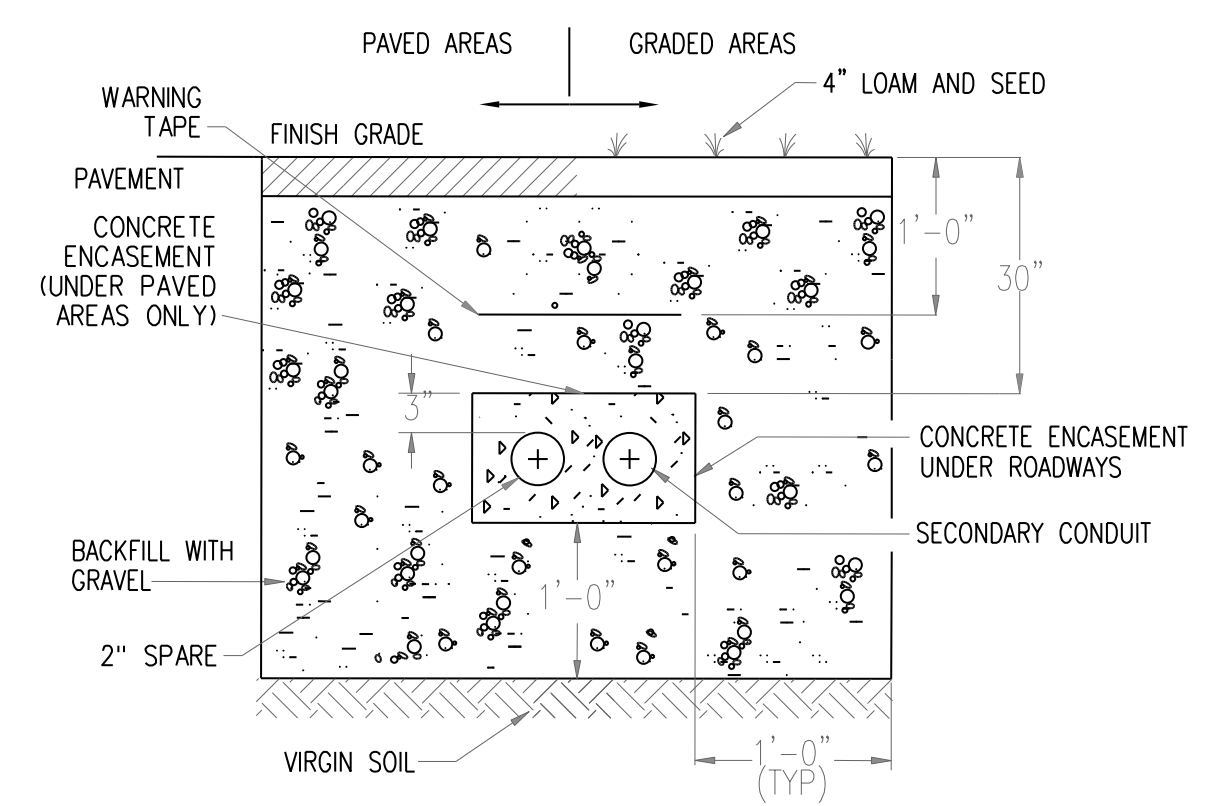 PAVED AREAS
GRADED AREAS
4" LOAM AND SEED
WARNING
TAPE
FINISH GRADE
PAVEMENT
CONCRETE
ENCASEMENT
(UNDER PAVED
AREAS ONLY)
1'-0"
30"
3"
CONCRETE ENCASEMENT
UNDER ROADWAYS
SECONDARY CONDUIT
BACKFILL WITH
GRAVEL
1'-0"
2" SPARE
VIRGIN SOIL
1'-0"
(TYP)